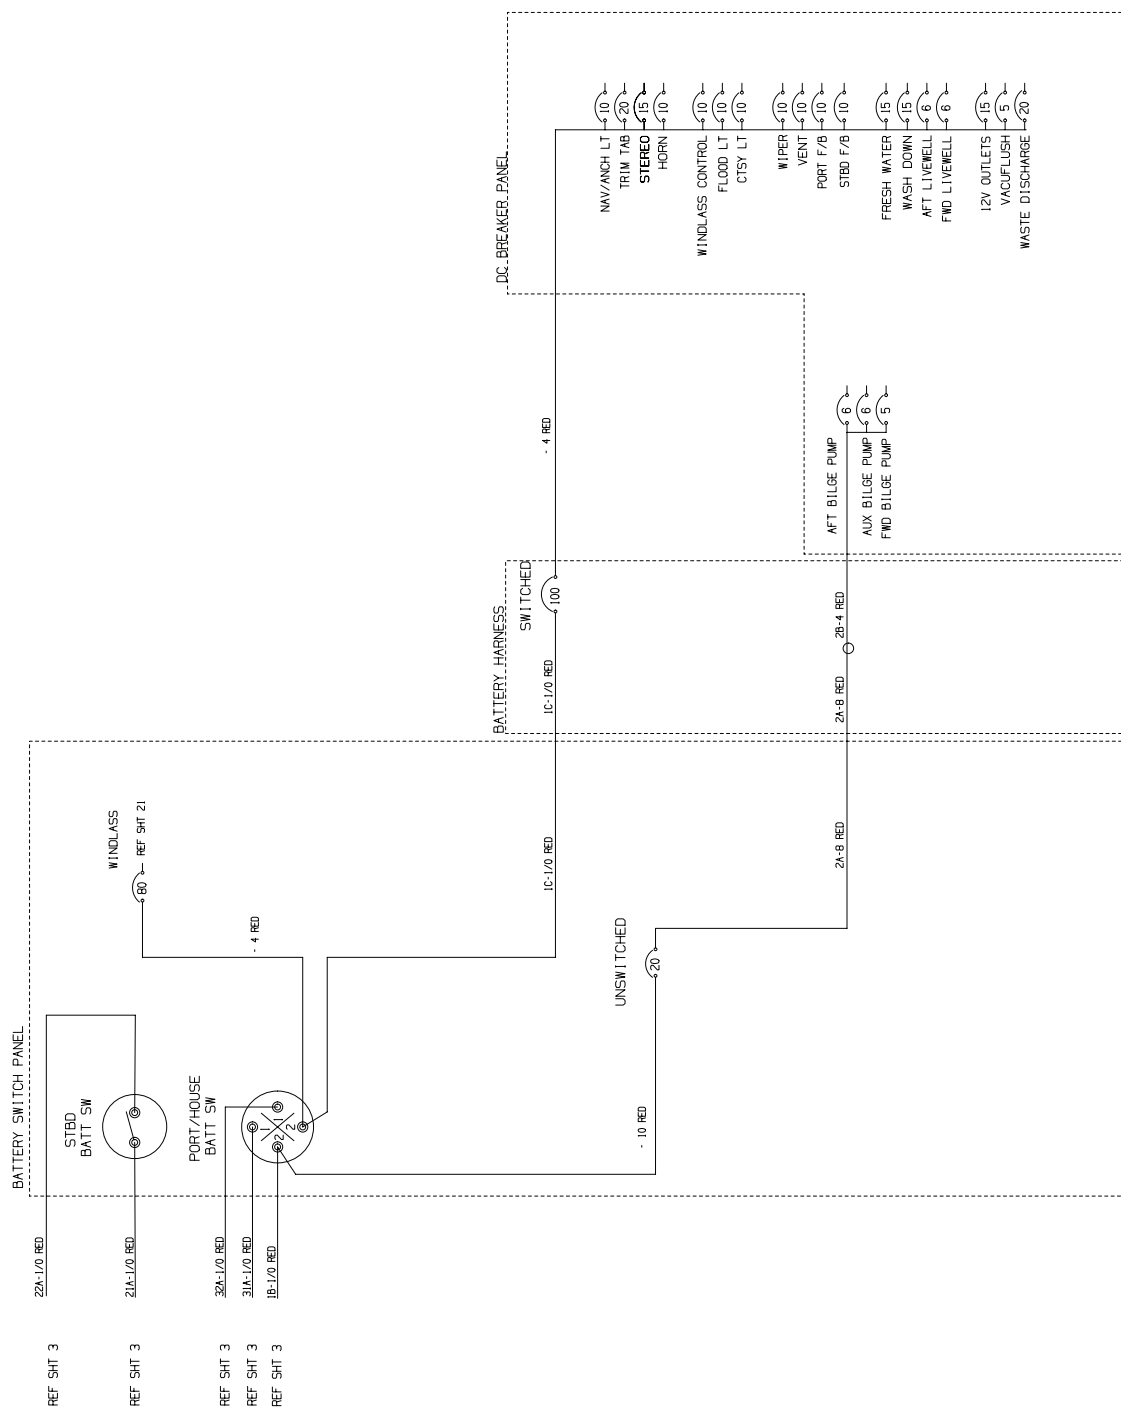 DC BREAKER PANEL
10
NAV/ANCH LT
20
TRIM TAB
15
STEREO
10
HORN
10
WINDLASS CONTROL
10
FLOOD LT
10
CTSY LT
10
WIPER
10
VENT
10
PORT F/B
10
STBD F/B
15
FRESH WATER
15
WASH DOWN
6
AFT LIVEWELL
6
FWD LIVEWELL
15
12V OUTLETS
5
VACUFLUSH
20
WASTE DISCHARGE
- 4 RED
6
AFT BILGE PUMP
6
AUX BILGE PUMP
5
FWD BILGE PUMP
BATTERY HARNESS
SWITCHED
100
1C-1/0 RED
2B-4 RED
2A-8 RED
BATTERY SWITCH PANEL
WINDLASS
80
REF SHT 21
- 4 RED
1C-1/0 RED
2A-8 RED
UNSWITCHED
20
- 10 RED
STBD
BATT SW
PORT/HOUSE
BATT SW
1
1
2
2
22A-1/0 RED
21A-1/0 RED
32A-1/0 RED
31A-1/0 RED
1B-1/0 RED
REF SHT 3
REF SHT 3
REF SHT 3
REF SHT 3
REF SHT 3